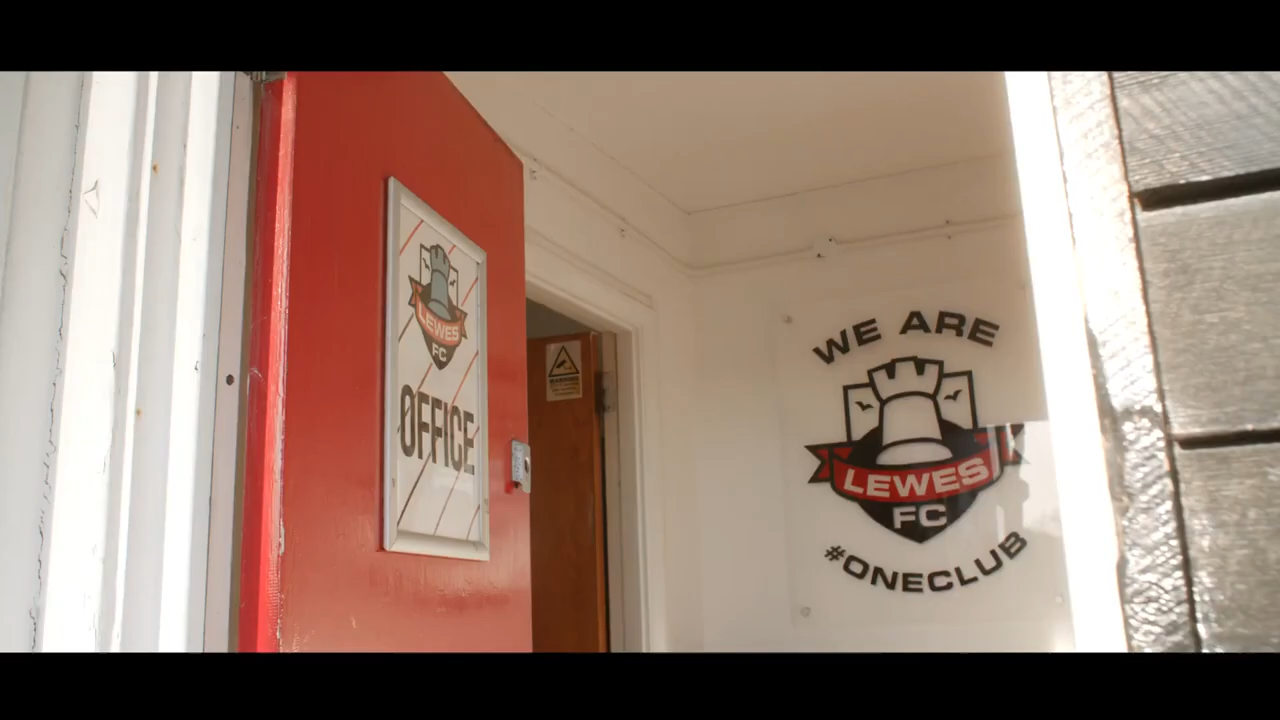 LEWES
FC
OFFICE
WE ARE
LEWES
FC
#ONECLUB